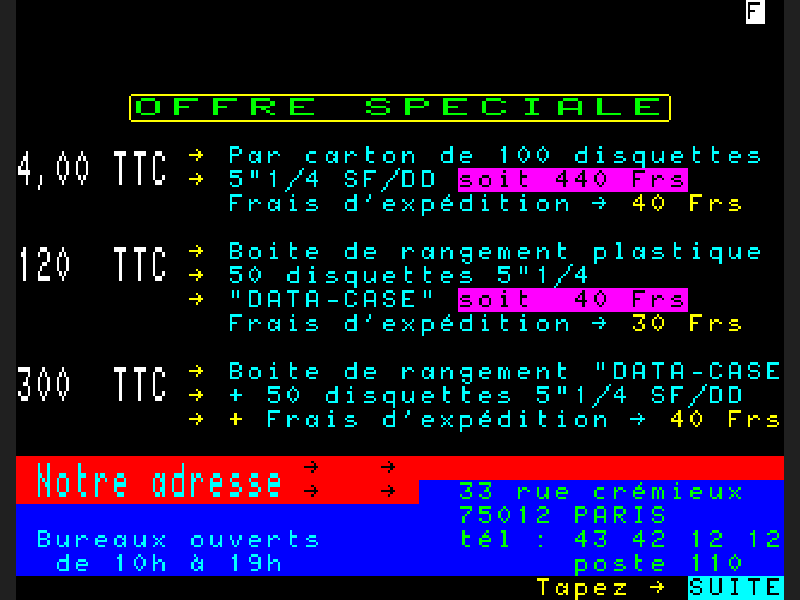 F
OFFRE SPECIALE
4,00 TTC → Par carton de 100 disquettes
→ 5"1/4 SF/DD soit 440 Frs
Frais d'expédition → 40 Frs
120 TTC → Boite de rangement plastique
→ 50 disquettes 5"1/4
→ "DATA-CASE" soit 40 Frs
Frais d'expédition → 30 Frs
300 TTC → Boite de rangement "DATA-CASE
→ + 50 disquettes 5"1/4 SF/DD
→ + Frais d'expédition → 40 Frs
Notre adresse → →
→ → 33 rue crémieux
75012 PARIS
Bureaux ouverts tél : 43 42 12 12
de 10h à 19h poste 110
Tapez → SUITE